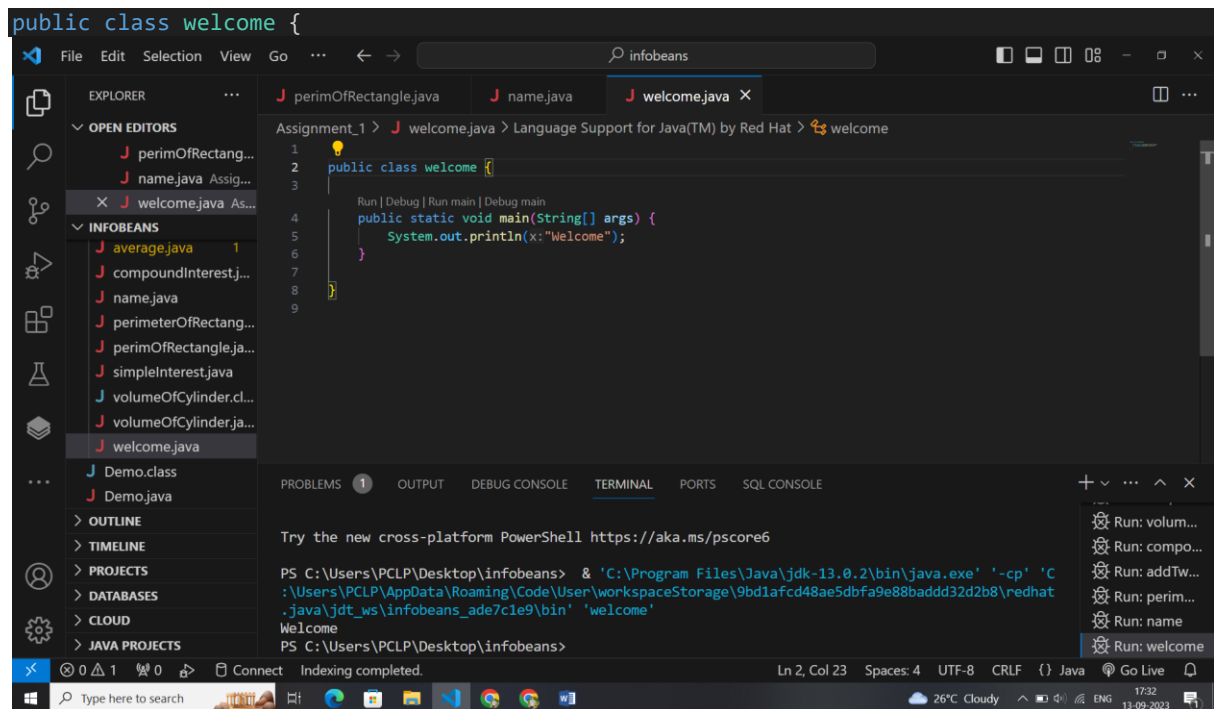 public class welcome {
File Edit Selection View Go ··· infobeans
EXPLORER ···
OPEN EDITORS
J perimOfRectang...
J name.java Assig...
J welcome.java As...
INFOBEANS
J average.java 1
J compoundInterest.j...
J name.java
J perimeterOfRectang...
J perimOfRectangle.ja...
J simpleInterest.java
J volumeOfCylinder.cl...
J volumeOfCylinder.ja...
J welcome.java
J Demo.class
J Demo.java
OUTLINE
TIMELINE
PROJECTS
DATABASES
CLOUD
JAVA PROJECTS
J perimOfRectangle.java J name.java J welcome.java
Assignment_1 > J welcome.java > Language Support for Java(TM) by Red Hat > welcome
1
2 public class welcome {
3
Run | Debug | Run main | Debug main
4 public static void main(String[] args) {
5 System.out.println(x:"Welcome");
6 }
7
8 }
9
PROBLEMS 1 OUTPUT DEBUG CONSOLE TERMINAL PORTS SQL CONSOLE
Try the new cross-platform PowerShell https://aka.ms/pscore6
PS C:\Users\PCLP\Desktop\infobeans> & 'C:\Program Files\Java\jdk-13.0.2\bin\java.exe' '-cp' 'C
:\Users\PCLP\AppData\Roaming\Code\User\workspaceStorage\9bd1afcd48ae5dbfa9e88baddd32d2b8\redhat
.java\jdt_ws\infobeans_ade7c1e9\bin' 'welcome'
Welcome
PS C:\Users\PCLP\Desktop\infobeans>
Run: volum...
Run: compo...
Run: addTw...
Run: perim...
Run: name
Run: welcome
0 1 0 Connect Indexing completed. Ln 2, Col 23 Spaces: 4 UTF-8 CRLF {} Java Go Live
Type here to search 26°C Cloudy ENG 17:32
13-09-2023